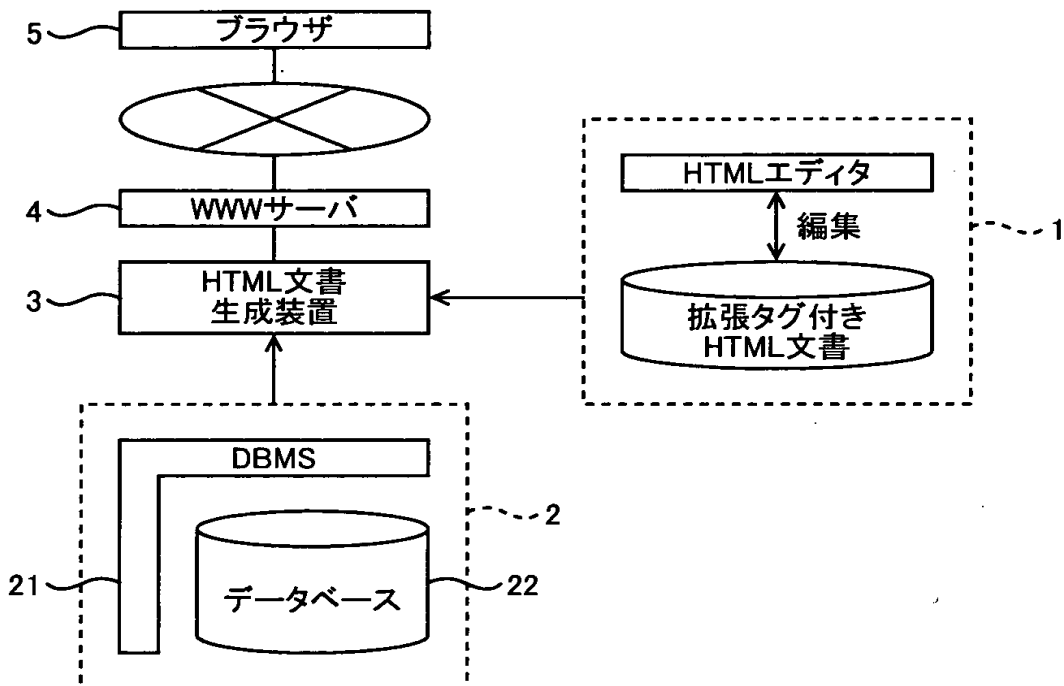 5
ブラウザ
4
WWWサーバ
3
HTML文書
生成装置
HTMLエディタ
編集
拡張タグ付き
HTML文書
1
DBMS
2
21
データベース
22